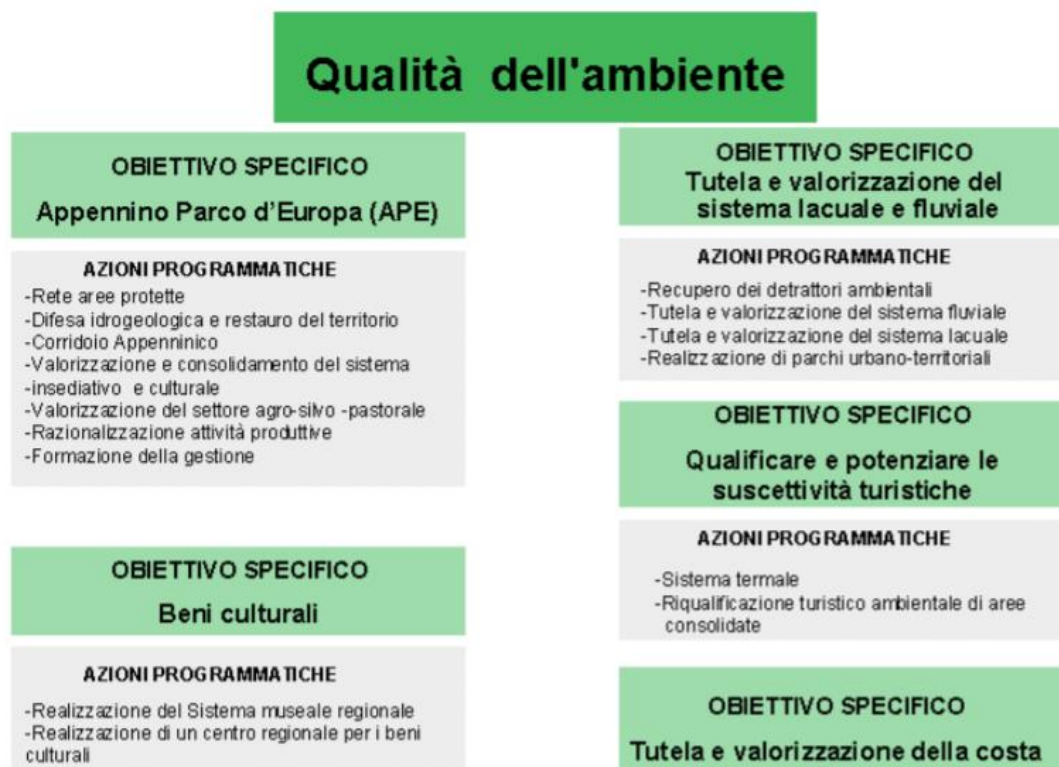 Qualità dell'ambiente
OBIETTIVO SPECIFICO
Appennino Parco d'Europa (APE)
AZIONI PROGRAMMATICHE
-Rete aree protette
-Difesa idrogeologica e restauro del territorio
-Corridoio Appenninico
-Valorizzazione e consolidamento del sistema
-insediativo e culturale
-Valorizzazione del settore agro-silvo -pastorale
-Razionalizzazione attività produttive
-Formazione della gestione
OBIETTIVO SPECIFICO
Beni culturali
AZIONI PROGRAMMATICHE
-Realizzazione del Sistema museale regionale
-Realizzazione di un centro regionale per i beni
culturali
OBIETTIVO SPECIFICO
Tutela e valorizzazione del
sistema lacuale e fluviale
AZIONI PROGRAMMATICHE
-Recupero dei detrattori ambientali
-Tutela e valorizzazione del sistema fluviale
-Tutela e valorizzazione del sistema lacuale
-Realizzazione di parchi urbano-territoriali
OBIETTIVO SPECIFICO
Qualificare e potenziare le
suscettività turistiche
AZIONI PROGRAMMATICHE
-Sistema termale
-Riqualificazione turistico ambientale di aree
consolidate
OBIETTIVO SPECIFICO
Tutela e valorizzazione della costa